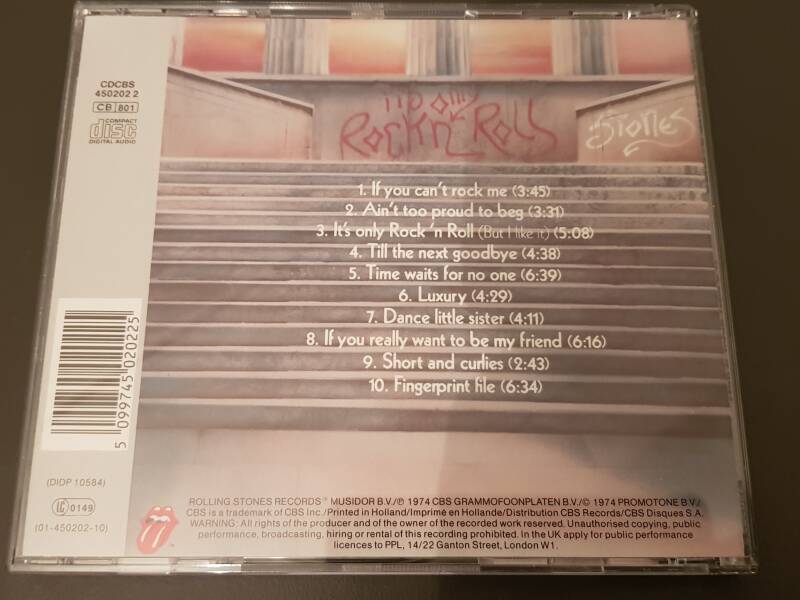 CDCBS
450202 2
CB 801
COMPACT
disc
DIGITAL AUDIO
IT'S ONLY
ROCK'N ROLL
STONES
1. If you can't rock me (3:45)
2. Ain't too proud to beg (3:31)
3. It's only Rock 'n Roll (But I like it) (5:08)
4. Till the next goodbye (4:38)
5. Time waits for no one (6:39)
6. Luxury (4:29)
7. Dance little sister (4:11)
8. If you really want to be my friend (6:16)
9. Short and curlies (2:43)
10. Fingerprint file (6:34)
5 099745 020225
(DIDP 10584)
LC 0149
(01-450202-10)
ROLLING STONES RECORDS® MUSIDOR B.V./℗ 1974 CBS GRAMMOFOONPLATEN B.V./© 1974 PROMOTONE B.V./
CBS is a trademark of CBS Inc./Printed in Holland/Imprimé en Hollande/Distribution CBS Records/CBS Disques S.A.
WARNING: All rights of the producer and of the owner of the recorded work reserved. Unauthorised copying, public
performance, broadcasting, hiring or rental of this recording prohibited. In the UK apply for public performance
licences to PPL, 14/22 Ganton Street, London W1.